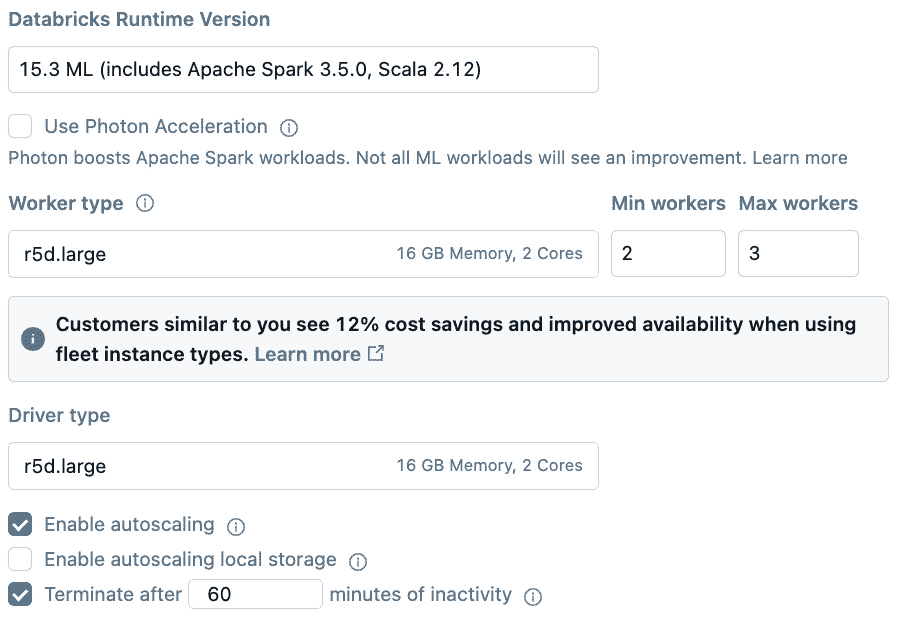 Databricks Runtime Version
15.3 ML (includes Apache Spark 3.5.0, Scala 2.12)
Use Photon Acceleration
Photon boosts Apache Spark workloads. Not all ML workloads will see an improvement. Learn more
Worker type Min workers Max workers
r5d.large 16 GB Memory, 2 Cores 2 3
Customers similar to you see 12% cost savings and improved availability when using
fleet instance types. Learn more
Driver type
r5d.large 16 GB Memory, 2 Cores
Enable autoscaling
Enable autoscaling local storage
Terminate after 60 minutes of inactivity